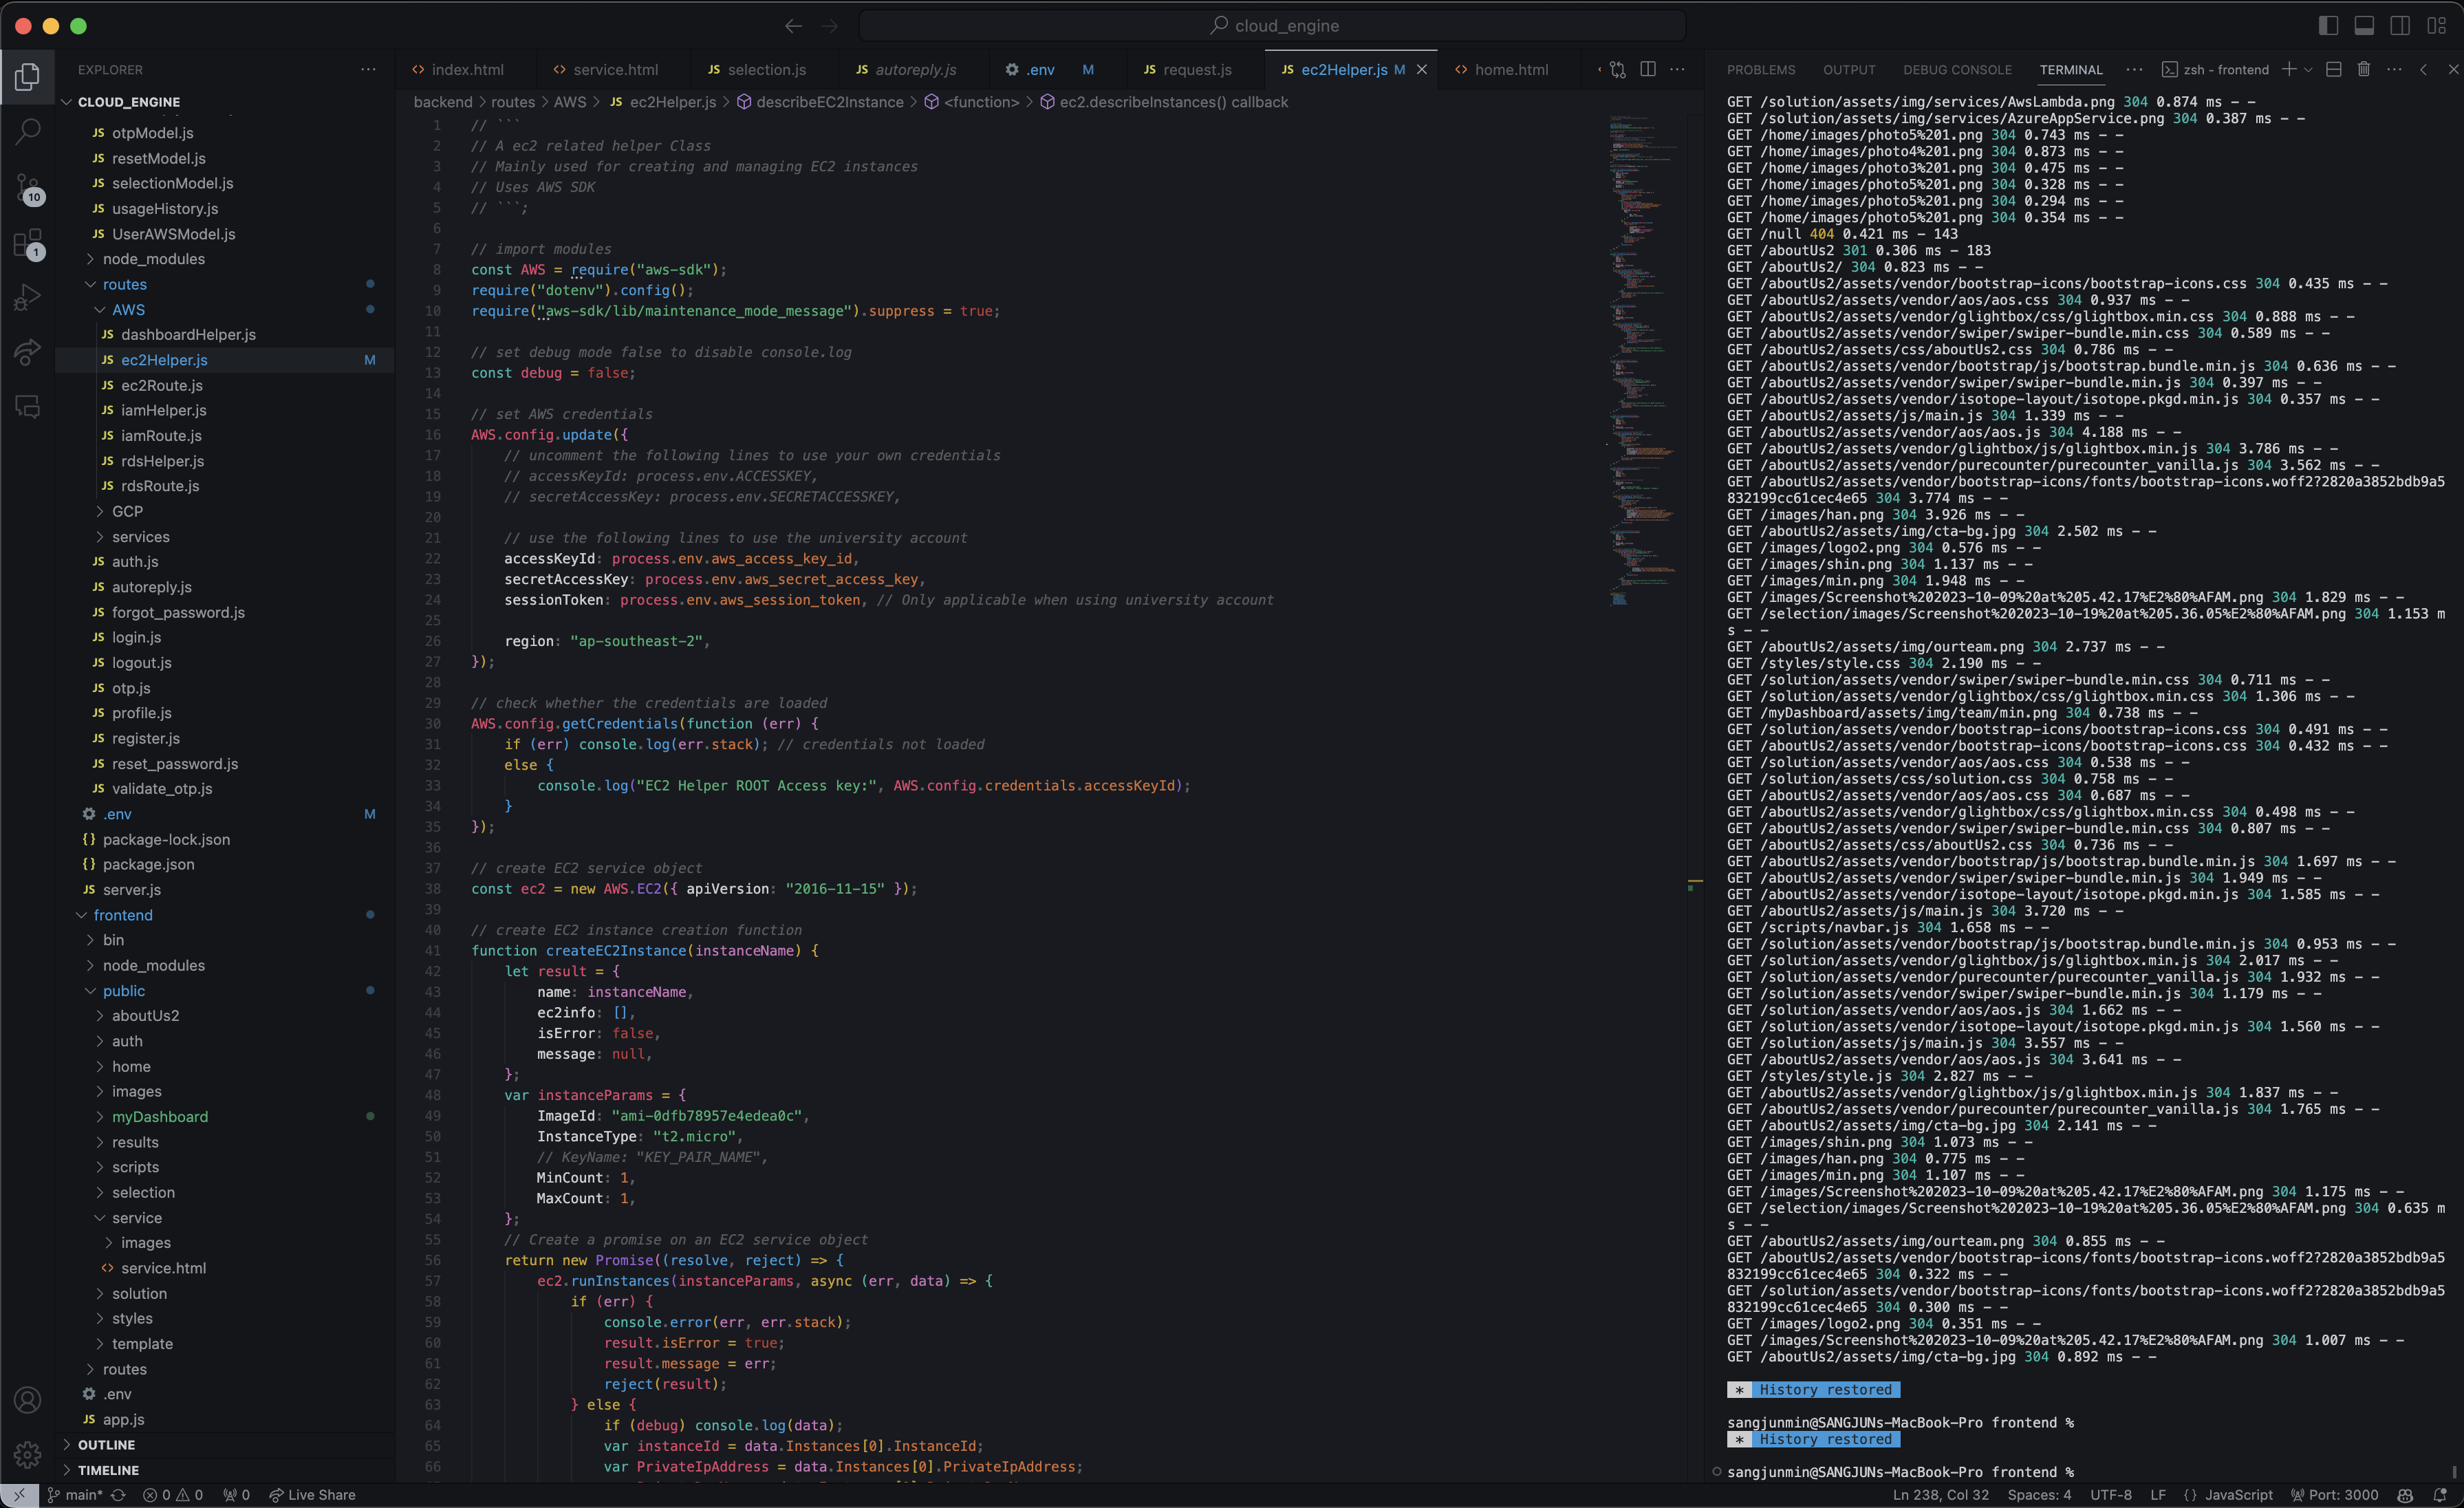 cloud_engine
EXPLORER
CLOUD_ENGINE
otpModel.js
resetModel.js
selectionModel.js
usageHistory.js
UserAWSModel.js
node_modules
routes
AWS
dashboardHelper.js
ec2Helper.js M
ec2Route.js
iamHelper.js
iamRoute.js
rdsHelper.js
rdsRoute.js
GCP
services
auth.js
autoreply.js
forgot_password.js
login.js
logout.js
otp.js
profile.js
register.js
reset_password.js
validate_otp.js
.env M
package-lock.json
package.json
server.js
frontend
bin
node_modules
public
aboutUs2
auth
home
images
myDashboard
results
scripts
selection
service
images
service.html
solution
styles
template
routes
.env
app.js
OUTLINE
TIMELINE
10
1
index.html service.html JS selection.js JS autoreply.js .env M JS request.js JS ec2Helper.js M home.html
backend > routes > AWS > JS ec2Helper.js > describeEC2Instance > <function> > ec2.describeInstances() callback
1 // ```
2 // A ec2 related helper Class
3 // Mainly used for creating and managing EC2 instances
4 // Uses AWS SDK
5 // ```;
6
7 // import modules
8 const AWS = require("aws-sdk");
9 require("dotenv").config();
10 require("aws-sdk/lib/maintenance_mode_message").suppress = true;
11
12 // set debug mode false to disable console.log
13 const debug = false;
14
15 // set AWS credentials
16 AWS.config.update({
17 // uncomment the following lines to use your own credentials
18 // accessKeyId: process.env.ACCESSKEY,
19 // secretAccessKey: process.env.SECRETACCESSKEY,
20
21 // use the following lines to use the university account
22 accessKeyId: process.env.aws_access_key_id,
23 secretAccessKey: process.env.aws_secret_access_key,
24 sessionToken: process.env.aws_session_token, // Only applicable when using university account
25
26 region: "ap-southeast-2",
27 });
28
29 // check whether the credentials are loaded
30 AWS.config.getCredentials(function (err) {
31 if (err) console.log(err.stack); // credentials not loaded
32 else {
33 console.log("EC2 Helper ROOT Access key:", AWS.config.credentials.accessKeyId);
34 }
35 });
36
37 // create EC2 service object
38 const ec2 = new AWS.EC2({ apiVersion: "2016-11-15" });
39
40 // create EC2 instance creation function
41 function createEC2Instance(instanceName) {
42 let result = {
43 name: instanceName,
44 ec2info: [],
45 isError: false,
46 message: null,
47 };
48 var instanceParams = {
49 ImageId: "ami-0dfb78957e4edea0c",
50 InstanceType: "t2.micro",
51 // KeyName: "KEY_PAIR_NAME",
52 MinCount: 1,
53 MaxCount: 1,
54 };
55 // Create a promise on an EC2 service object
56 return new Promise((resolve, reject) => {
57 ec2.runInstances(instanceParams, async (err, data) => {
58 if (err) {
59 console.error(err, err.stack);
60 result.isError = true;
61 result.message = err;
62 reject(result);
63 } else {
64 if (debug) console.log(data);
65 var instanceId = data.Instances[0].InstanceId;
66 var PrivateIpAddress = data.Instances[0].PrivateIpAddress;
PROBLEMS OUTPUT DEBUG CONSOLE TERMINAL zsh - frontend
GET /solution/assets/img/services/AwsLambda.png 304 0.874 ms - -
GET /solution/assets/img/services/AzureAppService.png 304 0.387 ms - -
GET /home/images/photo5%201.png 304 0.743 ms - -
GET /home/images/photo4%201.png 304 0.873 ms - -
GET /home/images/photo3%201.png 304 0.475 ms - -
GET /home/images/photo5%201.png 304 0.328 ms - -
GET /home/images/photo5%201.png 304 0.294 ms - -
GET /home/images/photo5%201.png 304 0.354 ms - -
GET /null 404 0.421 ms - 143
GET /aboutUs2 301 0.306 ms - 183
GET /aboutUs2/ 304 0.823 ms - -
GET /aboutUs2/assets/vendor/bootstrap-icons/bootstrap-icons.css 304 0.435 ms - -
GET /aboutUs2/assets/vendor/aos/aos.css 304 0.937 ms - -
GET /aboutUs2/assets/vendor/glightbox/css/glightbox.min.css 304 0.888 ms - -
GET /aboutUs2/assets/vendor/swiper/swiper-bundle.min.css 304 0.589 ms - -
GET /aboutUs2/assets/css/aboutUs2.css 304 0.786 ms - -
GET /aboutUs2/assets/vendor/bootstrap/js/bootstrap.bundle.min.js 304 0.636 ms - -
GET /aboutUs2/assets/vendor/swiper/swiper-bundle.min.js 304 0.397 ms - -
GET /aboutUs2/assets/vendor/isotope-layout/isotope.pkgd.min.js 304 0.357 ms - -
GET /aboutUs2/assets/js/main.js 304 1.339 ms - -
GET /aboutUs2/assets/vendor/aos/aos.js 304 4.188 ms - -
GET /aboutUs2/assets/vendor/glightbox/js/glightbox.min.js 304 3.786 ms - -
GET /aboutUs2/assets/vendor/purecounter/purecounter_vanilla.js 304 3.562 ms - -
GET /aboutUs2/assets/vendor/bootstrap-icons/fonts/bootstrap-icons.woff2?2820a3852bdb9a5
832199cc61cec4e65 304 3.774 ms - -
GET /images/han.png 304 3.926 ms - -
GET /aboutUs2/assets/img/cta-bg.jpg 304 2.502 ms - -
GET /images/logo2.png 304 0.576 ms - -
GET /images/shin.png 304 1.137 ms - -
GET /images/min.png 304 1.948 ms - -
GET /images/Screenshot%202023-10-09%20at%205.42.17%E2%80%AFAM.png 304 1.829 ms - -
GET /selection/images/Screenshot%202023-10-19%20at%205.36.05%E2%80%AFAM.png 304 1.153 m
s - -
GET /aboutUs2/assets/img/ourteam.png 304 2.737 ms - -
GET /styles/style.css 304 2.190 ms - -
GET /solution/assets/vendor/swiper/swiper-bundle.min.css 304 0.711 ms - -
GET /solution/assets/vendor/glightbox/css/glightbox.min.css 304 1.306 ms - -
GET /myDashboard/assets/img/team/min.png 304 0.738 ms - -
GET /solution/assets/vendor/bootstrap-icons/bootstrap-icons.css 304 0.491 ms - -
GET /aboutUs2/assets/vendor/bootstrap-icons/bootstrap-icons.css 304 0.432 ms - -
GET /solution/assets/vendor/aos/aos.css 304 0.538 ms - -
GET /solution/assets/css/solution.css 304 0.758 ms - -
GET /aboutUs2/assets/vendor/aos/aos.css 304 0.687 ms - -
GET /aboutUs2/assets/vendor/glightbox/css/glightbox.min.css 304 0.498 ms - -
GET /aboutUs2/assets/vendor/swiper/swiper-bundle.min.css 304 0.807 ms - -
GET /aboutUs2/assets/css/aboutUs2.css 304 0.736 ms - -
GET /aboutUs2/assets/vendor/bootstrap/js/bootstrap.bundle.min.js 304 1.697 ms - -
GET /aboutUs2/assets/vendor/swiper/swiper-bundle.min.js 304 1.949 ms - -
GET /aboutUs2/assets/vendor/isotope-layout/isotope.pkgd.min.js 304 1.585 ms - -
GET /aboutUs2/assets/js/main.js 304 3.720 ms - -
GET /scripts/navbar.js 304 1.658 ms - -
GET /solution/assets/vendor/bootstrap/js/bootstrap.bundle.min.js 304 0.953 ms - -
GET /solution/assets/vendor/glightbox/js/glightbox.min.js 304 2.017 ms - -
GET /solution/assets/vendor/purecounter/purecounter_vanilla.js 304 1.932 ms - -
GET /solution/assets/vendor/swiper/swiper-bundle.min.js 304 1.179 ms - -
GET /solution/assets/vendor/aos/aos.js 304 1.662 ms - -
GET /solution/assets/vendor/isotope-layout/isotope.pkgd.min.js 304 1.560 ms - -
GET /solution/assets/js/main.js 304 3.557 ms - -
GET /aboutUs2/assets/vendor/aos/aos.js 304 3.641 ms - -
GET /styles/style.js 304 2.827 ms - -
GET /aboutUs2/assets/vendor/glightbox/js/glightbox.min.js 304 1.837 ms - -
GET /aboutUs2/assets/vendor/purecounter/purecounter_vanilla.js 304 1.765 ms - -
GET /aboutUs2/assets/img/cta-bg.jpg 304 2.141 ms - -
GET /images/shin.png 304 1.073 ms - -
GET /images/han.png 304 0.775 ms - -
GET /images/min.png 304 1.107 ms - -
GET /images/Screenshot%202023-10-09%20at%205.42.17%E2%80%AFAM.png 304 1.175 ms - -
GET /selection/images/Screenshot%202023-10-19%20at%205.36.05%E2%80%AFAM.png 304 0.635 m
s - -
GET /aboutUs2/assets/img/ourteam.png 304 0.855 ms - -
GET /aboutUs2/assets/vendor/bootstrap-icons/fonts/bootstrap-icons.woff2?2820a3852bdb9a5
832199cc61cec4e65 304 0.322 ms - -
GET /solution/assets/vendor/bootstrap-icons/fonts/bootstrap-icons.woff2?2820a3852bdb9a5
832199cc61cec4e65 304 0.300 ms - -
GET /images/logo2.png 304 0.351 ms - -
GET /images/Screenshot%202023-10-09%20at%205.42.17%E2%80%AFAM.png 304 1.007 ms - -
GET /aboutUs2/assets/img/cta-bg.jpg 304 0.892 ms - -
* History restored
sangjunmin@SANGJUNs-MacBook-Pro frontend %
* History restored
sangjunmin@SANGJUNs-MacBook-Pro frontend %
main* 0 0 0 Live Share Ln 238, Col 32 Spaces: 4 UTF-8 LF {} JavaScript Port: 3000